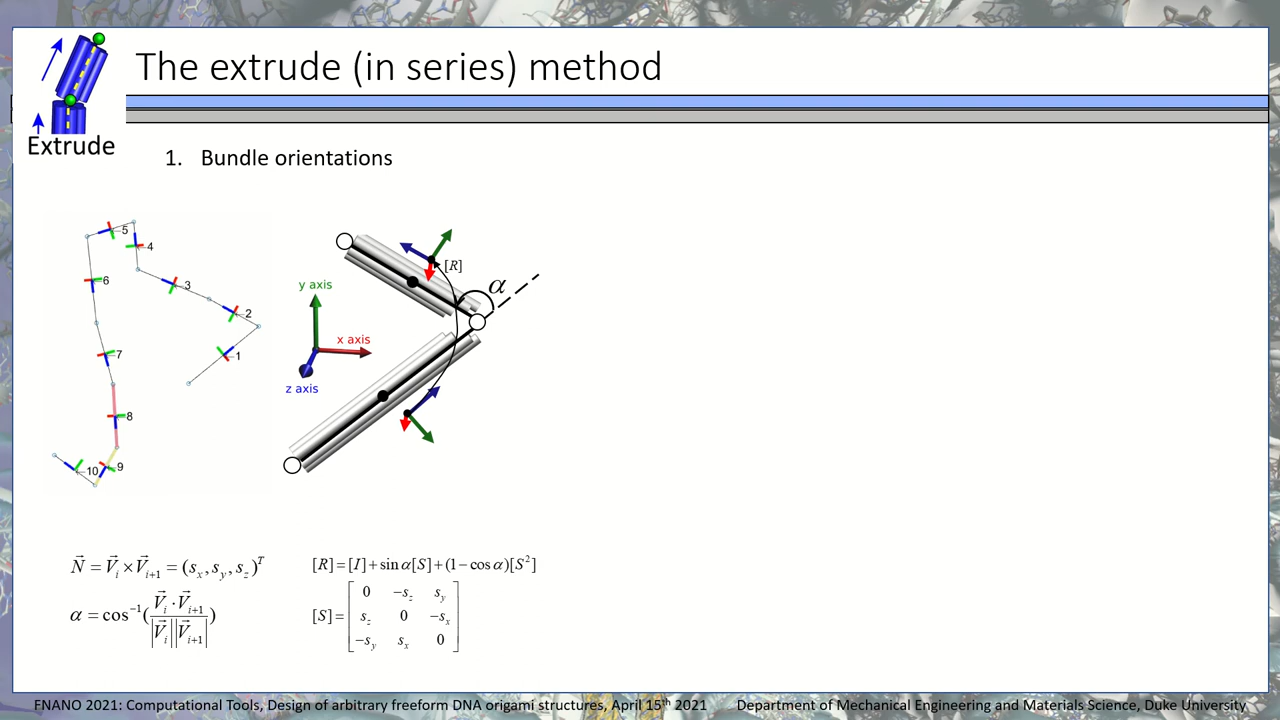 The extrude (in series) method
Extrude
1. Bundle orientations
5
4
6
3
2
7
1
8
10
9
[R]
α
y axis
x axis
z axis
N⃗ = V⃗ᵢ × V⃗ᵢ₊₁ = (sₓ, s_y, s_z)ᵀ
α = cos⁻¹(V⃗ᵢ · V⃗ᵢ₊₁ / |V⃗ᵢ||V⃗ᵢ₊₁|)
[R] = [I] + sin α[S] + (1 − cos α)[S²]
[S] =
0 −s_z s_y
s_z 0 −sₓ
−s_y sₓ 0
FNANO 2021: Computational Tools, Design of arbitrary freeform DNA origami structures, April 15th 2021 Department of Mechanical Engineering and Materials Science, Duke University